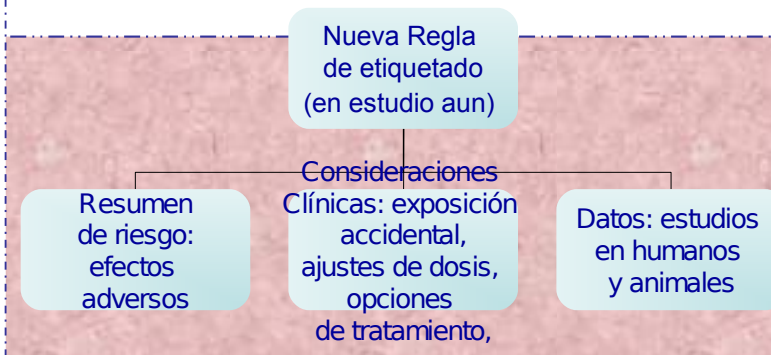 Nueva Regla
de etiquetado
(en estudio aun)
Resumen
de riesgo:
efectos
adversos
Consideraciones
Clínicas: exposición
accidental,
ajustes de dosis,
opciones
de tratamiento,
Datos: estudios
en humanos
y animales